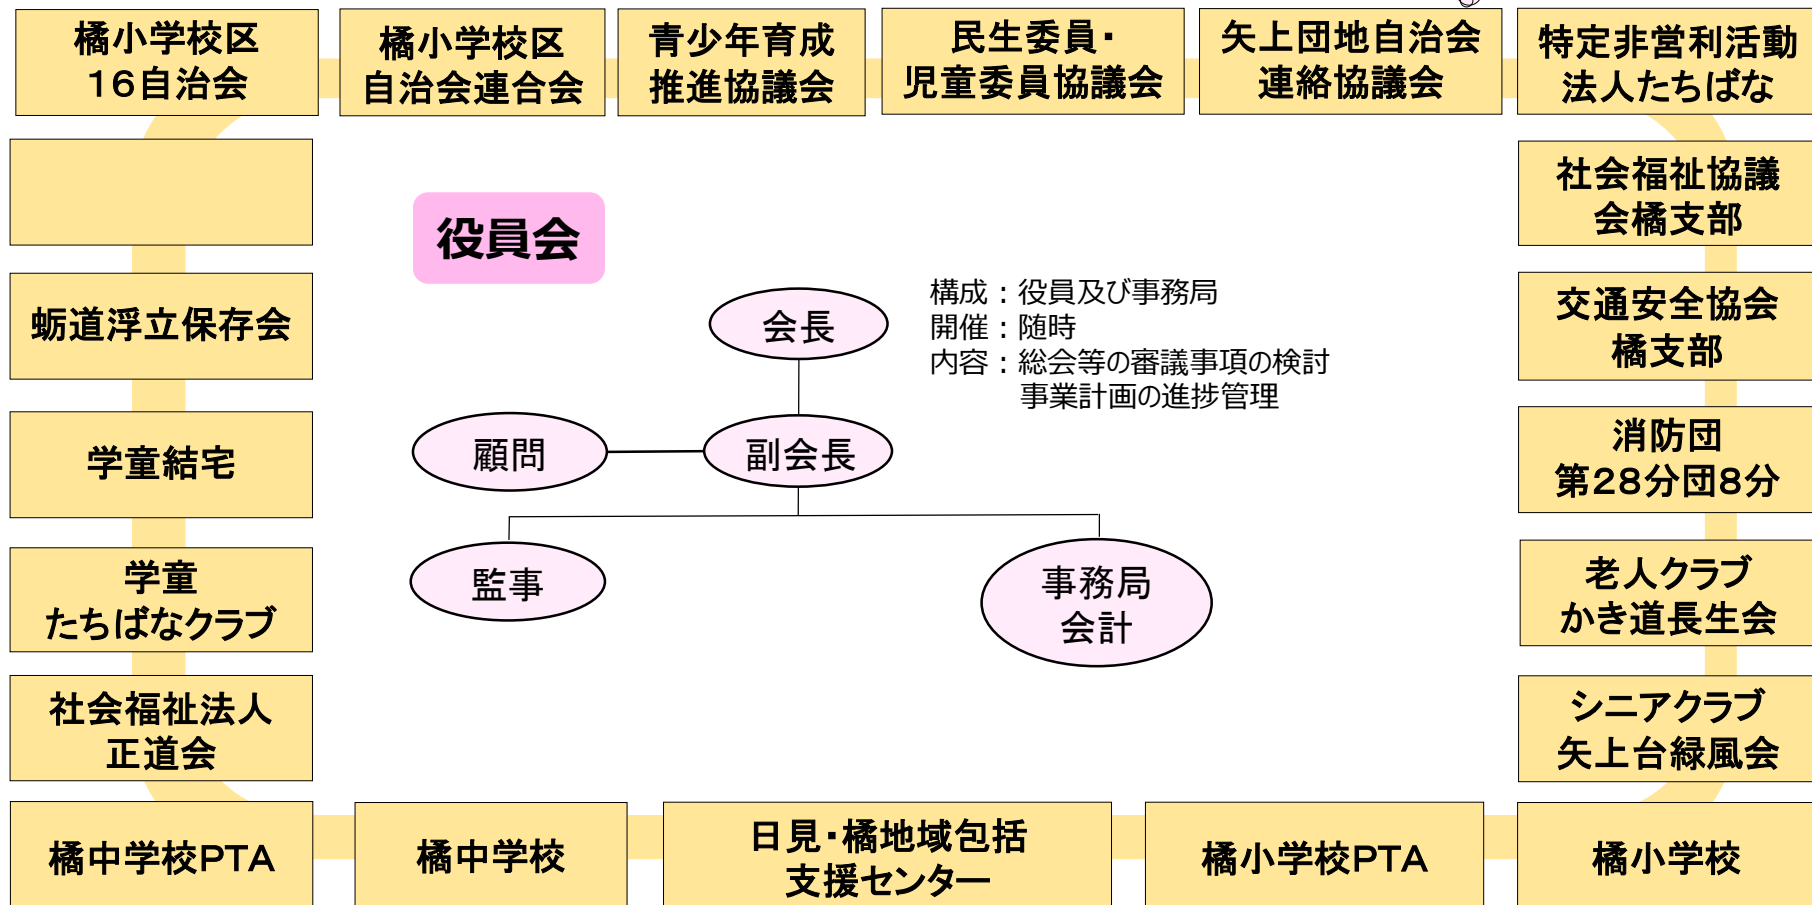 橘小学校区
16自治会
橘小学校区
自治会連合会
青少年育成
推進協議会
民生委員・
児童委員協議会
矢上団地自治会
連絡協議会
特定非営利活動
法人たちばな
社会福祉協議
会橘支部
交通安全協会
橘支部
消防団
第28分団8分
老人クラブ
かき道長生会
シニアクラブ
矢上台緑風会
橘小学校
橘小学校PTA
日見・橘地域包括
支援センター
橘中学校
橘中学校PTA
社会福祉法人
正道会
学童
たちばなクラブ
学童結宅
蛎道浮立保存会
役員会
構成：役員及び事務局
開催：随時
内容：総会等の審議事項の検討
事業計画の進捗管理
会長
顧問
副会長
監事
事務局
会計